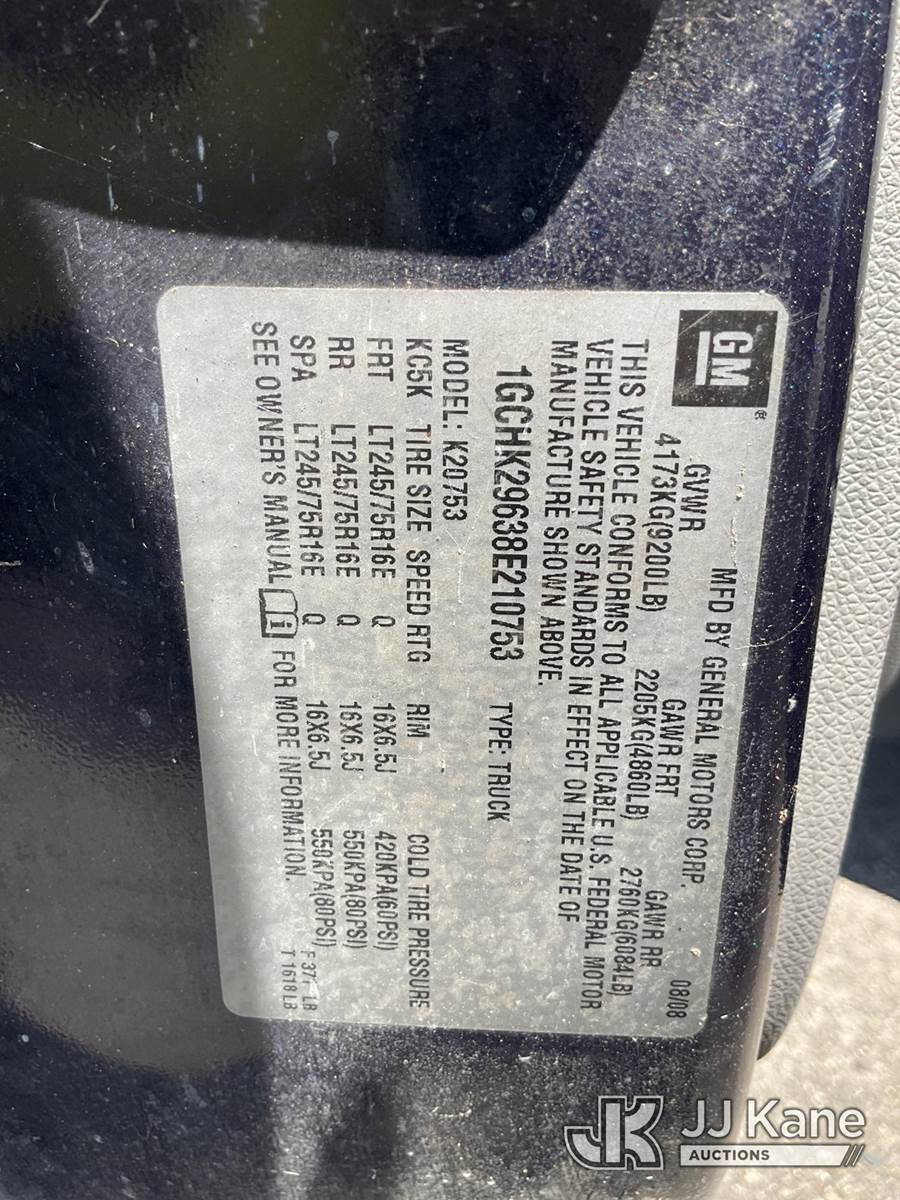 GM
®
MFD BY GENERAL MOTORS CORP. 08/08
GVWR GAWR FRT GAWR RR
4173KG(9200LB) 2205KG(4860LB) 2760KG(6084LB)
THIS VEHICLE CONFORMS TO ALL APPLICABLE U.S. FEDERAL MOTOR
VEHICLE SAFETY STANDARDS IN EFFECT ON THE DATE OF
MANUFACTURE SHOWN ABOVE.
1GCHK29638E210753 TYPE: TRUCK
MODEL: K20753
KC5K TIRE SIZE SPEED RTG RIM COLD TIRE PRESSURE
FRT LT245/75R16E Q 16X6.5J 420KPA(60PSI)
RR LT245/75R16E Q 16X6.5J 550KPA(80PSI)
SPA LT245/75R16E Q 16X6.5J 550KPA(80PSI)
SEE OWNER'S MANUAL i FOR MORE INFORMATION.
LB
T 1618 LB
JK JJ Kane
AUCTIONS